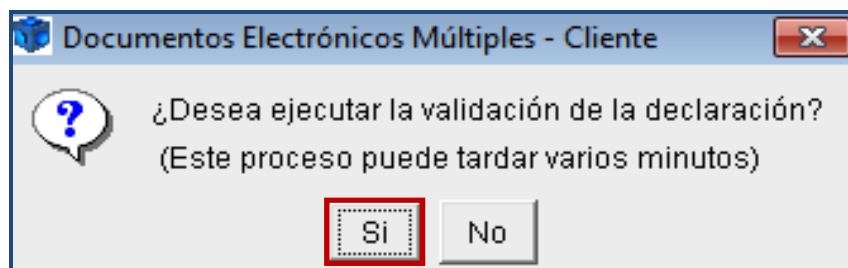 Documentos Electrónicos Múltiples - Cliente
¿Desea ejecutar la validación de la declaración?
(Este proceso puede tardar varios minutos)
Si No